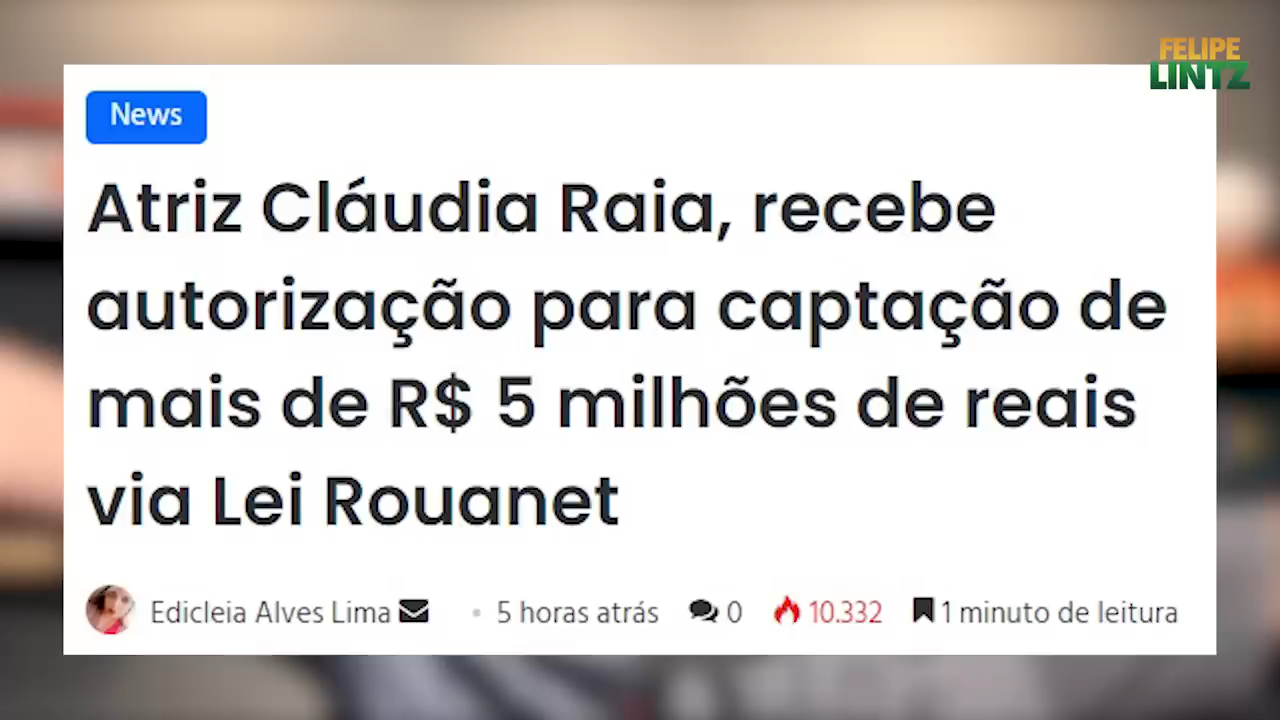 FELIPE
LINTZ
News
Atriz Cláudia Raia, recebe
autorização para captação de
mais de R$ 5 milhões de reais
via Lei Rouanet
Edicleia Alves Lima 5 horas atrás 0 10.332 1 minuto de leitura